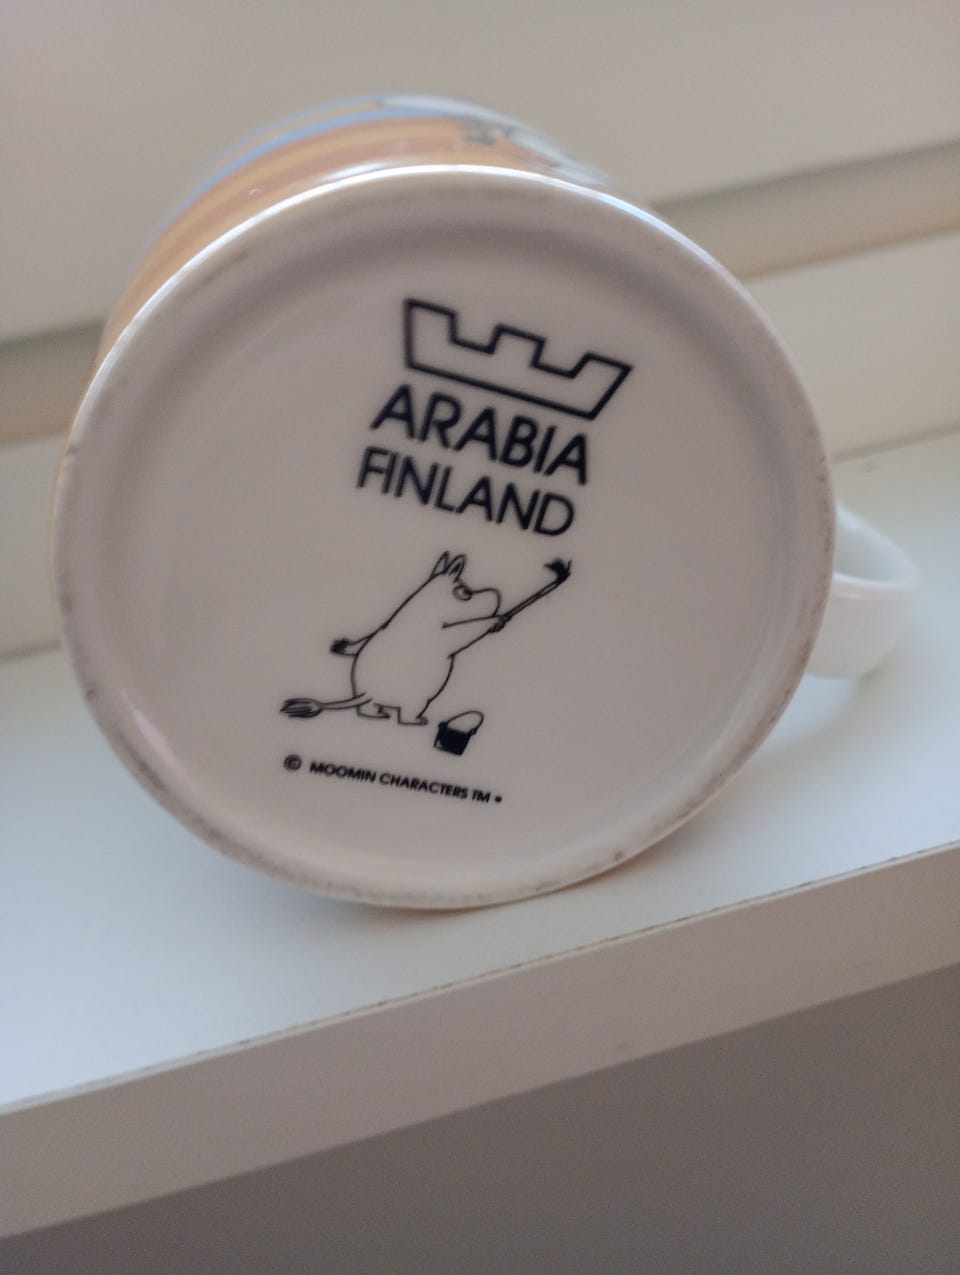 ARABIA
FINLAND
© MOOMIN CHARACTERS TM •